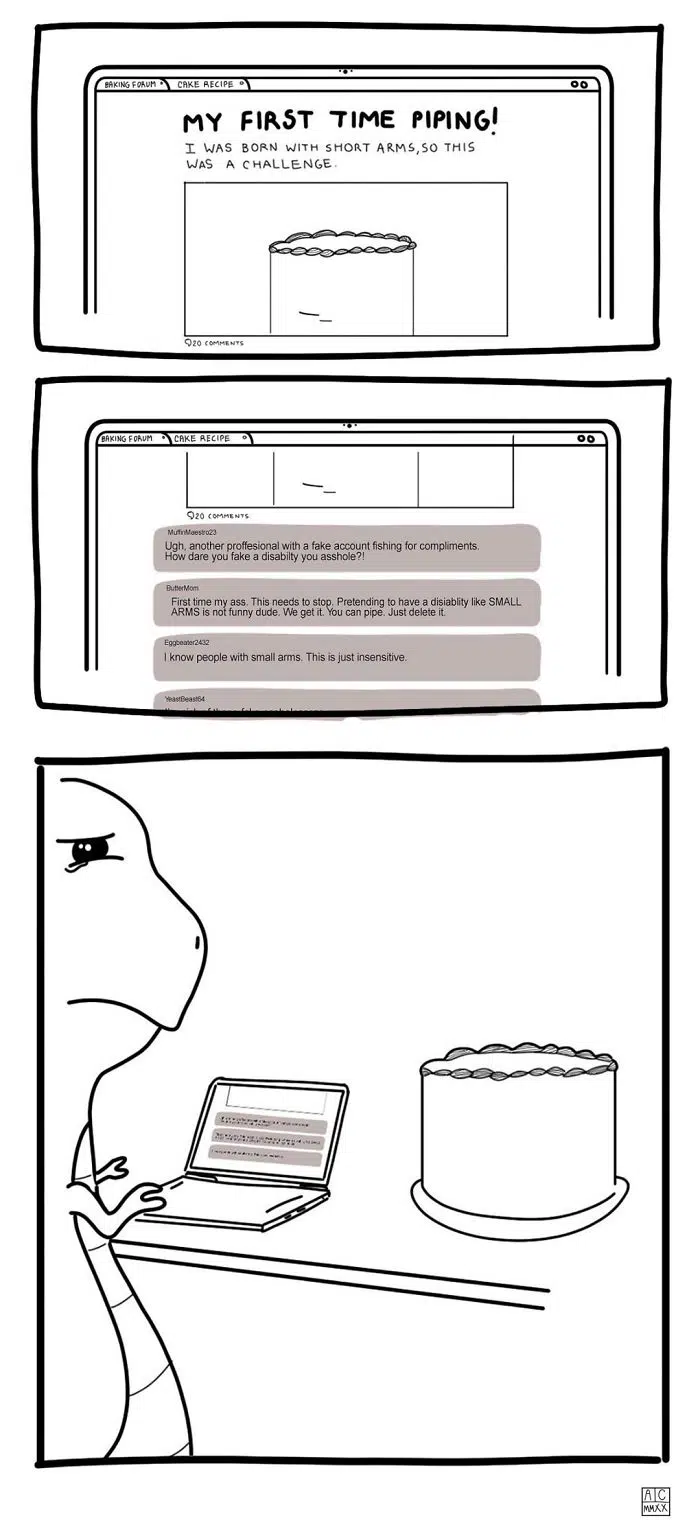 BAKING FORUM
CAKE RECIPE
MY FIRST TIME PIPING!
I WAS BORN WITH SHORT ARMS,SO THIS
WAS A CHALLENGE.
20 COMMENTS
BAKING FORUM
CAKE RECIPE
20 COMMENTS
MuffinMaestro23
Ugh, another proffesional with a fake account fishing for compliments.
How dare you fake a disabilty you asshole?!
ButterMom
First time my ass. This needs to stop. Pretending to have a disiablity like SMALL
ARMS is not funny dude. We get it. You can pipe. Just delete it.
Eggbeater2432
I know people with small arms. This is just insensitive.
YeastBeast64
AC
MMXX